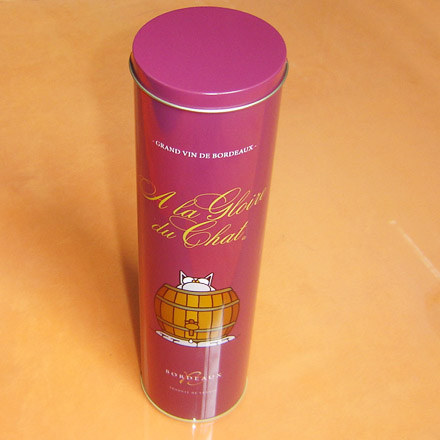 - GRAND VIN DE BORDEAUX -
A la Gloire
du Chat
BORDEAUX